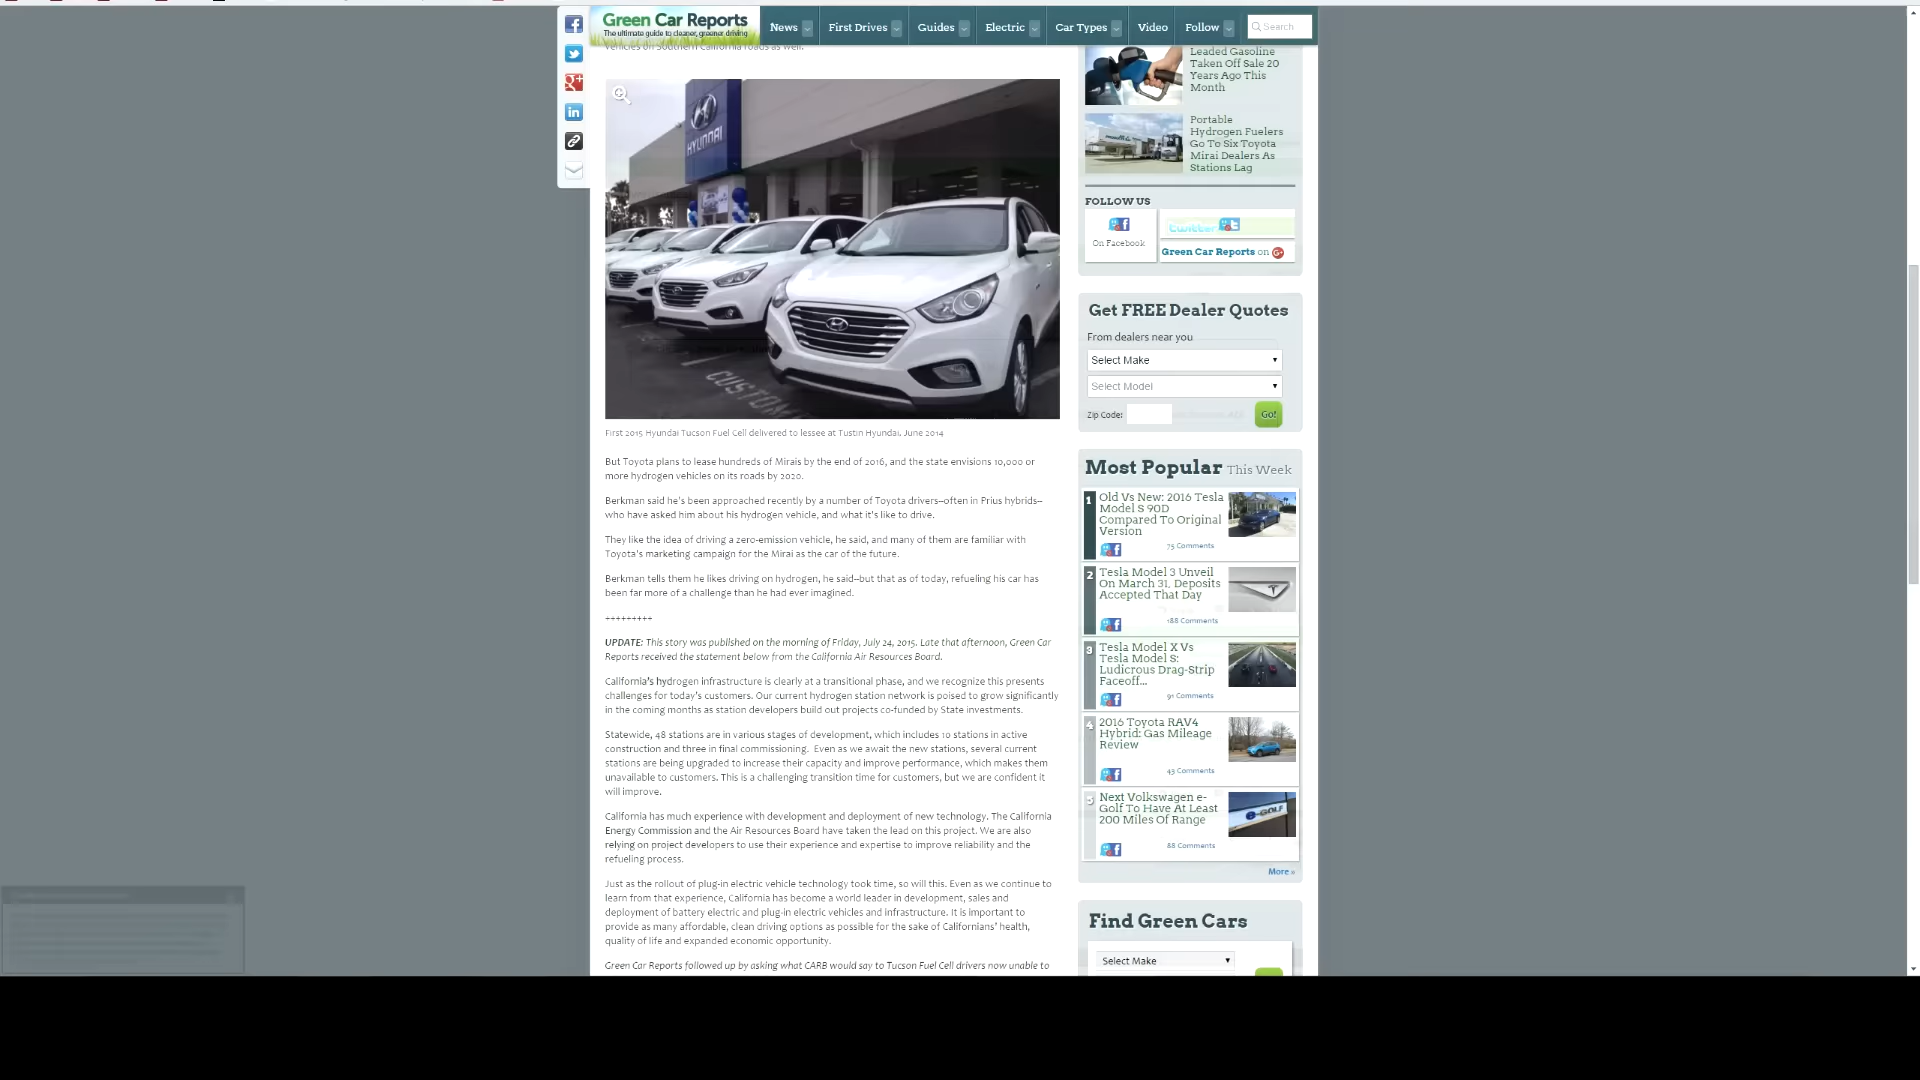 Green Car Reports
The ultimate guide to cleaner, greener driving
News
First Drives
Guides
Electric
Car Types
Video
Follow
Search
vehicles on Southern California roads as well.
HYUNDAI
CUSTOM
First 2015 Hyundai Tucson Fuel Cell delivered to lessee at Tustin Hyundai, June 2014
But Toyota plans to lease hundreds of Mirais by the end of 2016, and the state envisions 10,000 or
more hydrogen vehicles on its roads by 2020.
Berkman said he's been approached recently by a number of Toyota drivers--often in Prius hybrids--
who have asked him about his hydrogen vehicle, and what it's like to drive.
They like the idea of driving a zero-emission vehicle, he said, and many of them are familiar with
Toyota's marketing campaign for the Mirai as the car of the future.
Berkman tells them he likes driving on hydrogen, he said--but that as of today, refueling his car has
been far more of a challenge than he had ever imagined.
+++++++++
UPDATE: This story was published on the morning of Friday, July 24, 2015. Late that afternoon, Green Car
Reports received the statement below from the California Air Resources Board.
California's hydrogen infrastructure is clearly at a transitional phase, and we recognize this presents
challenges for today's customers. Our current hydrogen station network is poised to grow significantly
in the coming months as station developers build out projects co-funded by State investments.
Statewide, 48 stations are in various stages of development, which includes 10 stations in active
construction and three in final commissioning. Even as we await the new stations, several current
stations are being upgraded to increase their capacity and improve performance, which makes them
unavailable to customers. This is a challenging transition time for customers, but we are confident it
will improve.
California has much experience with development and deployment of new technology. The California
Energy Commission and the Air Resources Board have taken the lead on this project. We are also
relying on project developers to use their experience and expertise to improve reliability and the
refueling process.
Just as the rollout of plug-in electric vehicle technology took time, so will this. Even as we continue to
learn from that experience, California has become a world leader in development, sales and
deployment of battery electric and plug-in electric vehicles and infrastructure. It is important to
provide as many affordable, clean driving options as possible for the sake of Californians' health,
quality of life and expanded economic opportunity.
Green Car Reports followed up by asking what CARB would say to Tucson Fuel Cell drivers now unable to
Leaded Gasoline
Taken Off Sale 20
Years Ago This
Month
Portable
Hydrogen Fuelers
Go To Six Toyota
Mirai Dealers As
Stations Lag
FOLLOW US
On Facebook
twitter
Green Car Reports on
Get FREE Dealer Quotes
From dealers near you
Select Make
Select Model
Zip Code:
Go!
Most Popular This Week
1
Old Vs New: 2016 Tesla
Model S 90D
Compared To Original
Version
75 Comments
2
Tesla Model 3 Unveil
On March 31, Deposits
Accepted That Day
188 Comments
3
Tesla Model X Vs
Tesla Model S:
Ludicrous Drag-Strip
Faceoff...
91 Comments
4
2016 Toyota RAV4
Hybrid: Gas Mileage
Review
43 Comments
5
Next Volkswagen e-
Golf To Have At Least
200 Miles Of Range
e-GOLF
88 Comments
More »
Find Green Cars
Select Make